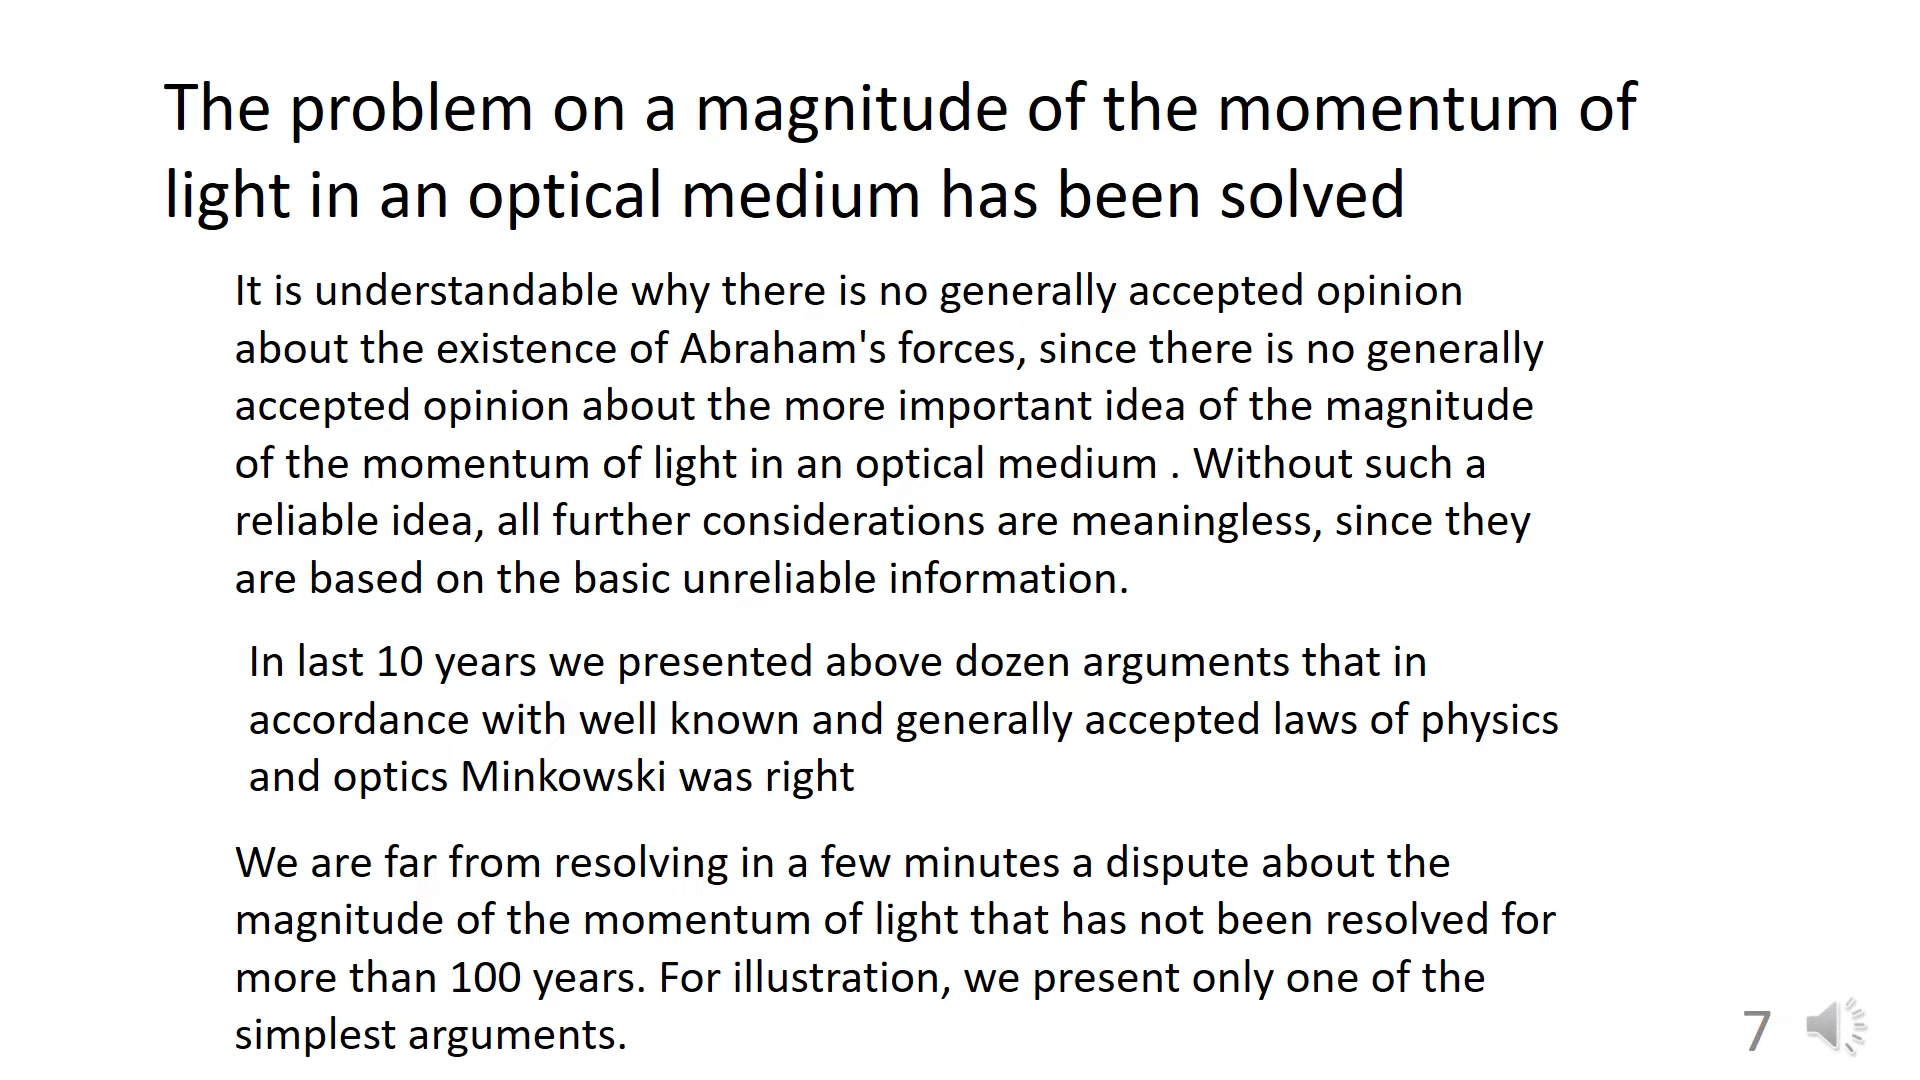 The problem on a magnitude of the momentum of
light in an optical medium has been solved
It is understandable why there is no generally accepted opinion
about the existence of Abraham's forces, since there is no generally
accepted opinion about the more important idea of the magnitude
of the momentum of light in an optical medium . Without such a
reliable idea, all further considerations are meaningless, since they
are based on the basic unreliable information.
In last 10 years we presented above dozen arguments that in
accordance with well known and generally accepted laws of physics
and optics Minkowski was right
We are far from resolving in a few minutes a dispute about the
magnitude of the momentum of light that has not been resolved for
more than 100 years. For illustration, we present only one of the
simplest arguments.
7